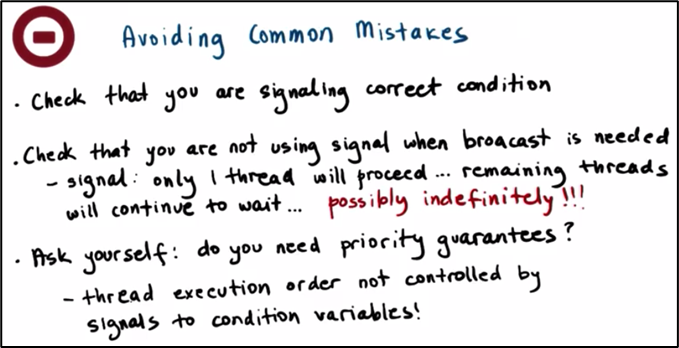 Avoiding Common Mistakes
. Check that you are signaling correct condition
. Check that you are not using signal when broacast is needed
- signal: only 1 thread will proceed... remaining threads
will continue to wait... possibly indefinitely!!!
. Ask yourself: do you need priority guarantees?
- thread execution order not controlled by
signals to condition variables!